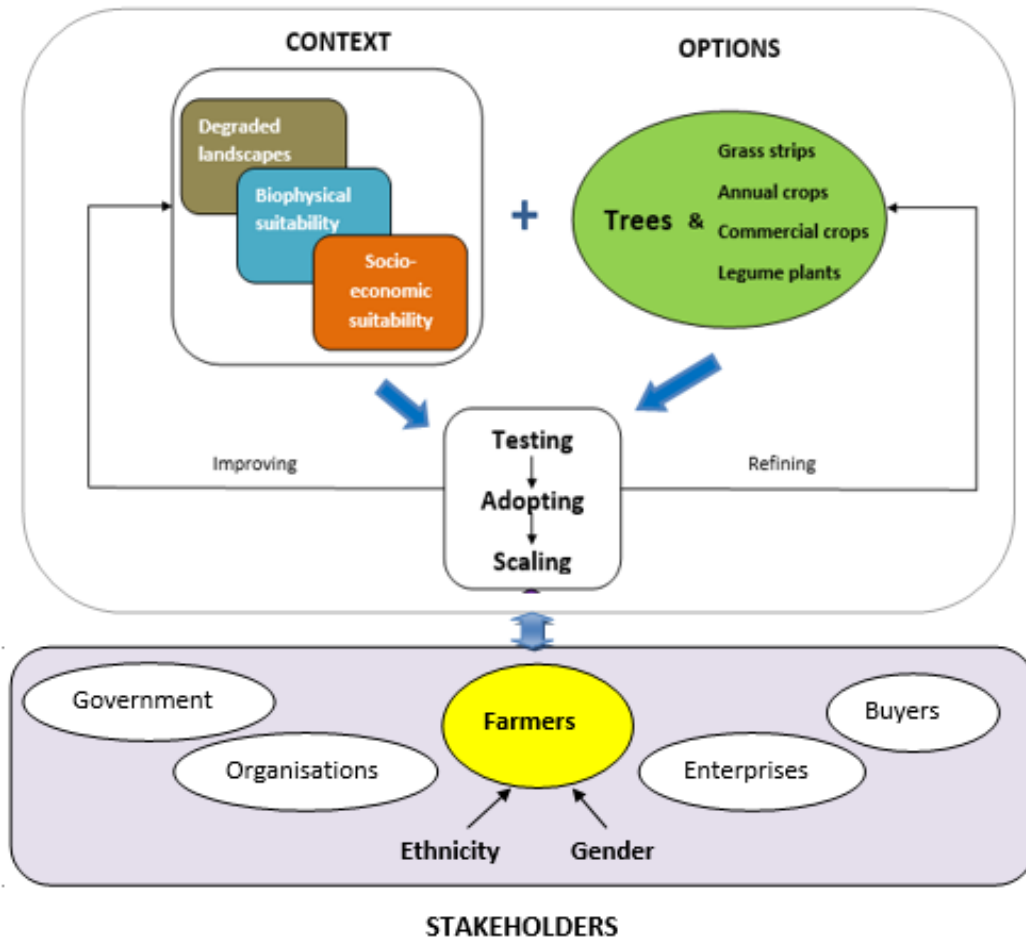 CONTEXT
OPTIONS
Degraded
landscapes
Biophysical
suitability
Socio-
economic
suitability
+
Trees &
Grass strips
Annual crops
Commercial crops
Legume plants
Testing
Adopting
Scaling
Improving
Refining
Government
Organisations
Farmers
Enterprises
Buyers
Ethnicity
Gender
STAKEHOLDERS